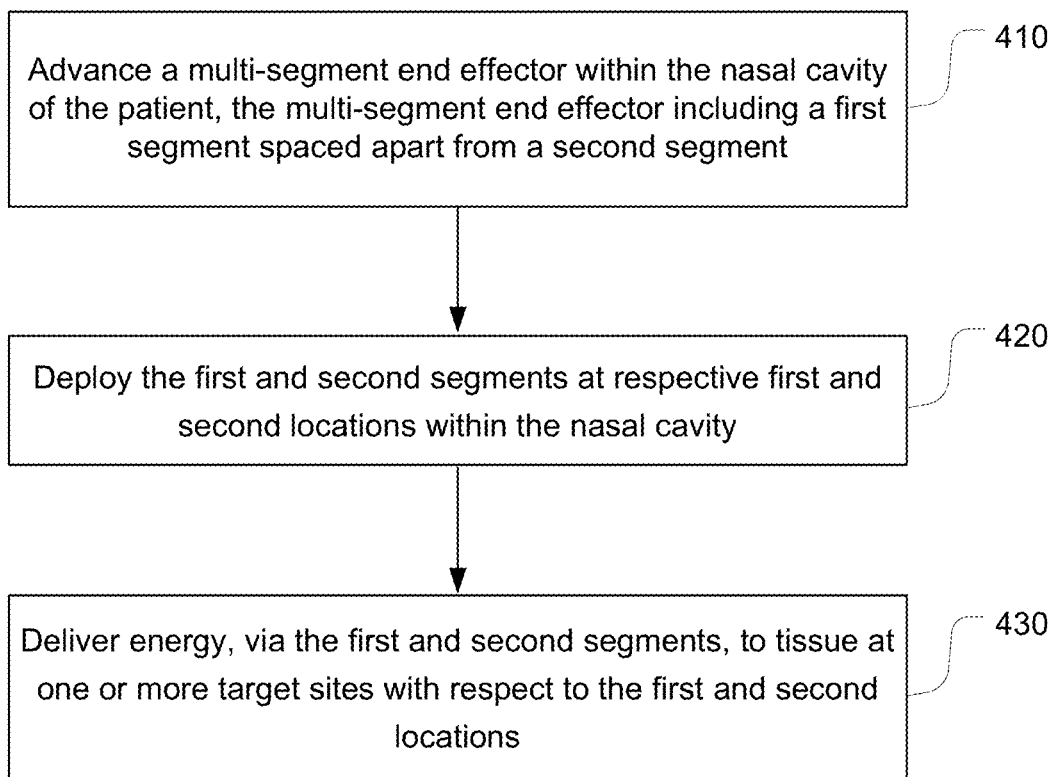 410
Advance a multi-segment end effector within the nasal cavity
of the patient, the multi-segment end effector including a first
segment spaced apart from a second segment
420
Deploy the first and second segments at respective first and
second locations within the nasal cavity
430
Deliver energy, via the first and second segments, to tissue at
one or more target sites with respect to the first and second
locations